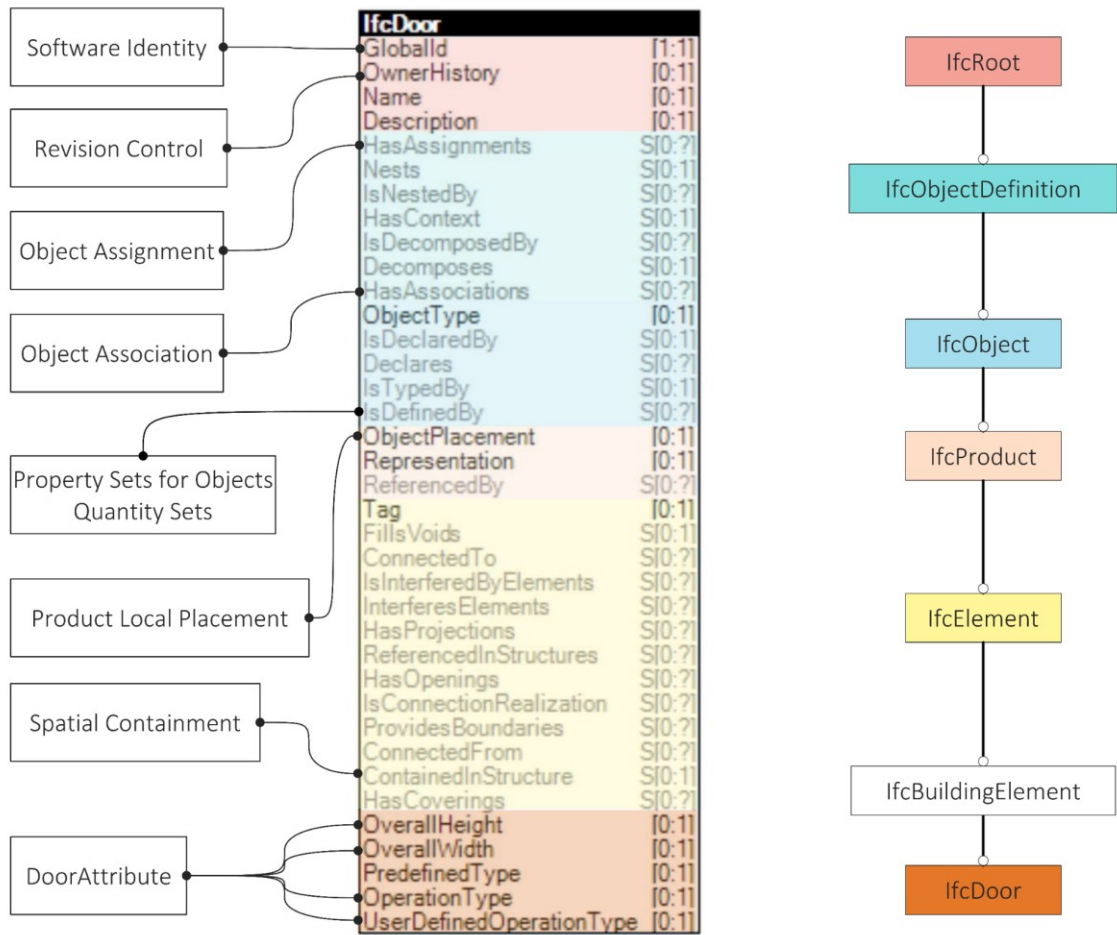 Software Identity
Revision Control
Object Assignment
Object Association
Property Sets for Objects
Quantity Sets
Product Local Placement
Spatial Containment
DoorAttribute
IfcDoor
GlobalId [1:1]
OwnerHistory [0:1]
Name [0:1]
Description [0:1]
HasAssignments S[0:?]
Nests S[0:1]
IsNestedBy S[0:?]
HasContext S[0:1]
IsDecomposedBy S[0:?]
Decomposes S[0:1]
HasAssociations S[0:?]
ObjectType [0:1]
IsDeclaredBy S[0:1]
Declares S[0:?]
IsTypedBy S[0:1]
IsDefinedBy S[0:?]
ObjectPlacement [0:1]
Representation [0:1]
ReferencedBy S[0:?]
Tag [0:1]
FillsVoids S[0:1]
ConnectedTo S[0:?]
IsInterferedByElements S[0:?]
InterferesElements S[0:?]
HasProjections S[0:?]
ReferencedInStructures S[0:?]
HasOpenings S[0:?]
IsConnectionRealization S[0:?]
ProvidesBoundaries S[0:?]
ConnectedFrom S[0:?]
ContainedInStructure S[0:1]
HasCoverings S[0:?]
OverallHeight [0:1]
OverallWidth [0:1]
PredefinedType [0:1]
OperationType [0:1]
UserDefinedOperationType [0:1]
IfcRoot
IfcObjectDefinition
IfcObject
IfcProduct
IfcElement
IfcBuildingElement
IfcDoor